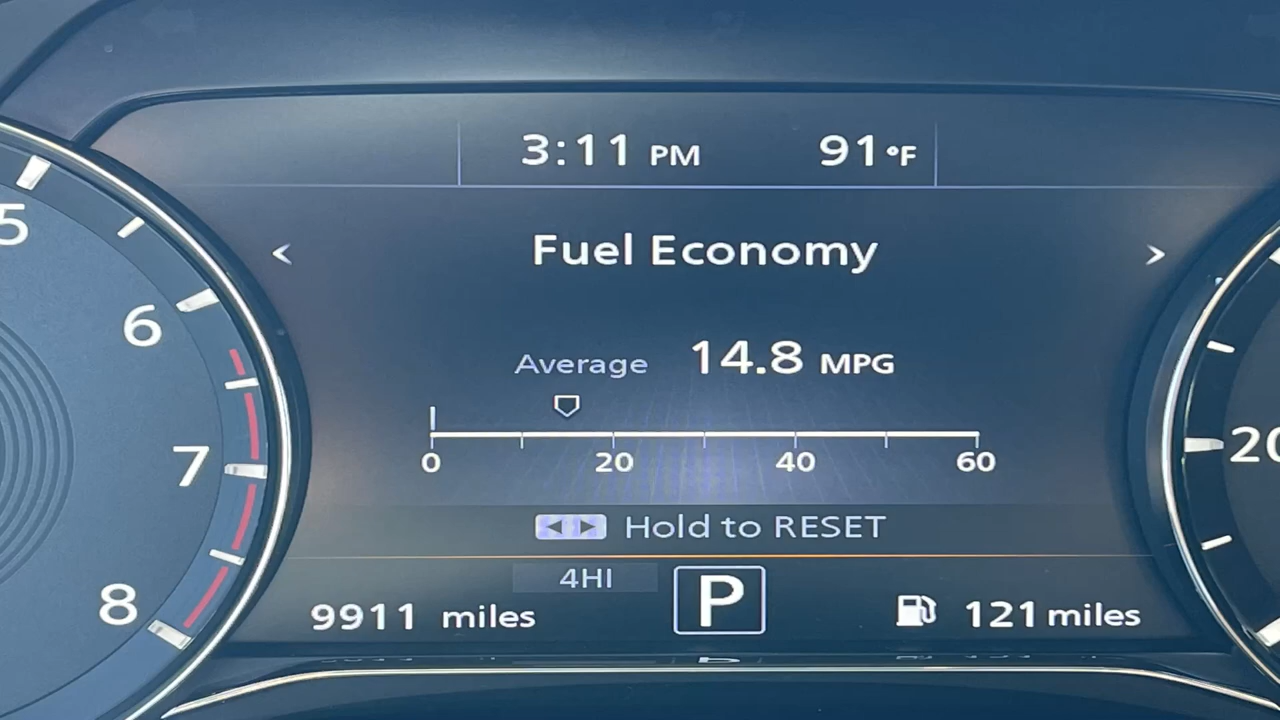 3:11 PM 91°F
5
< Fuel Economy >
6
Average 14.8 MPG
0 20 40 60
7
20
Hold to RESET
4HI
8
9911 miles P 121 miles